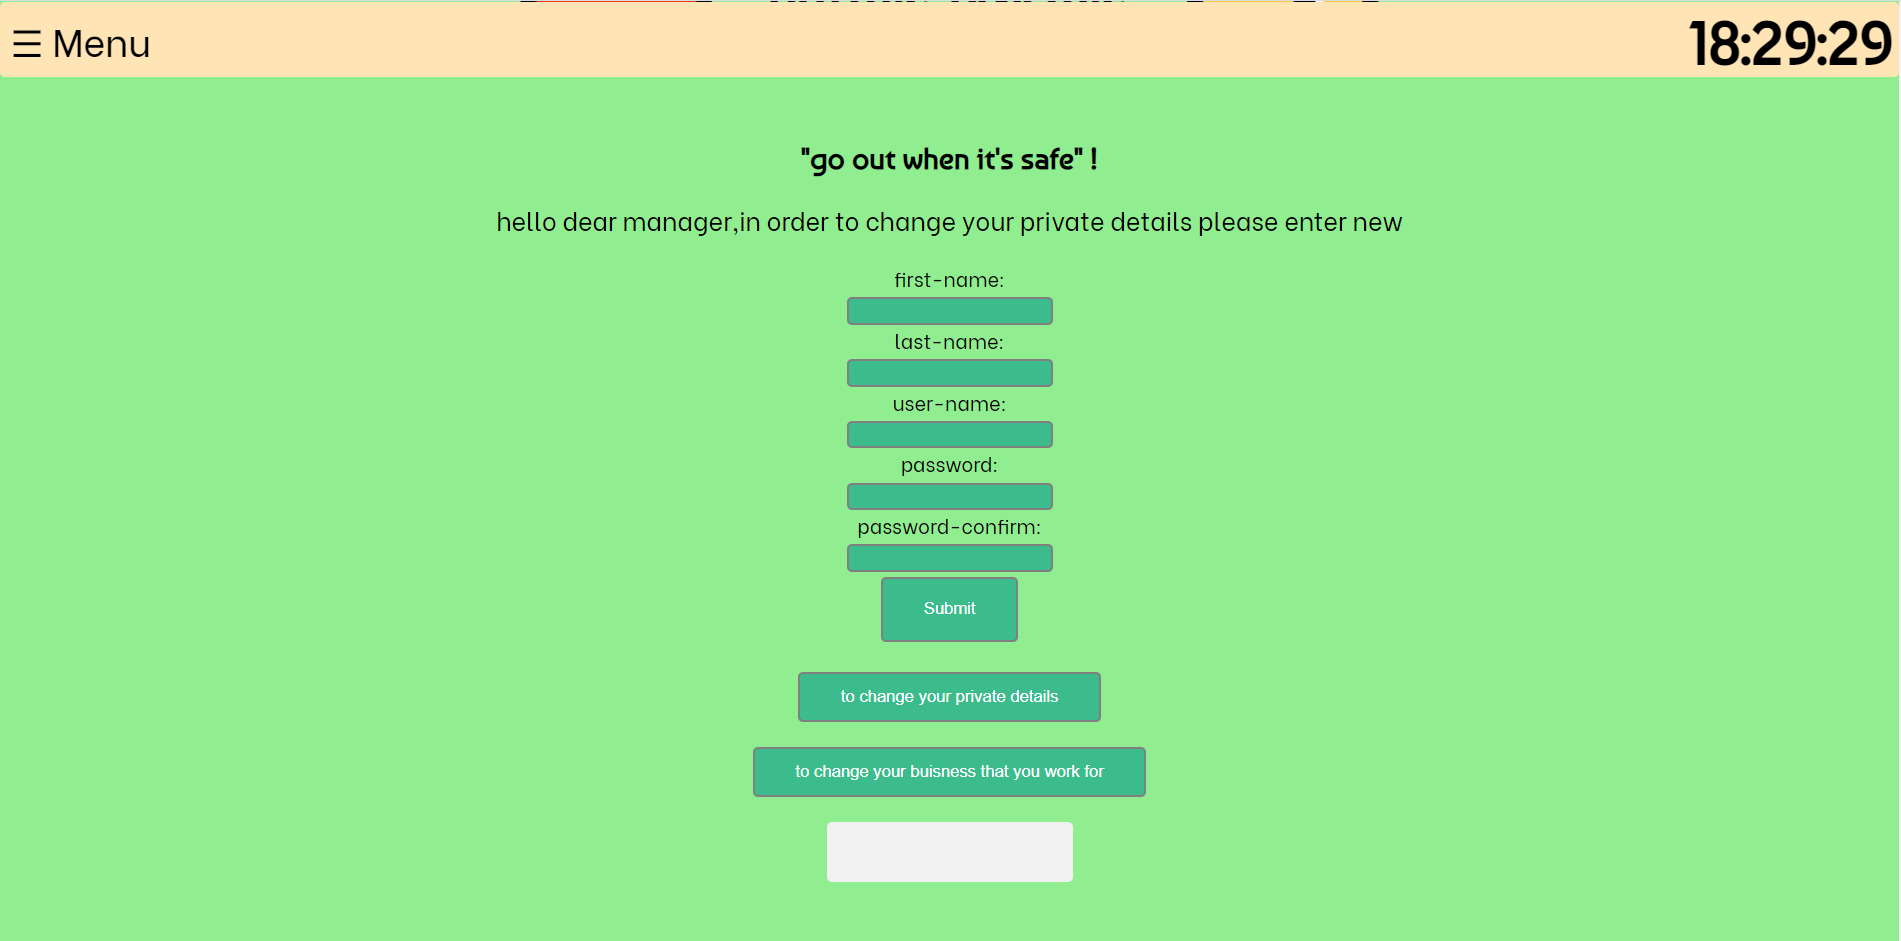 ☰ Menu
18:29:29
"go out when it's safe" !
hello dear manager,in order to change your private details please enter new
first-name:
last-name:
user-name:
password:
password-confirm:
Submit
to change your private details
to change your buisness that you work for